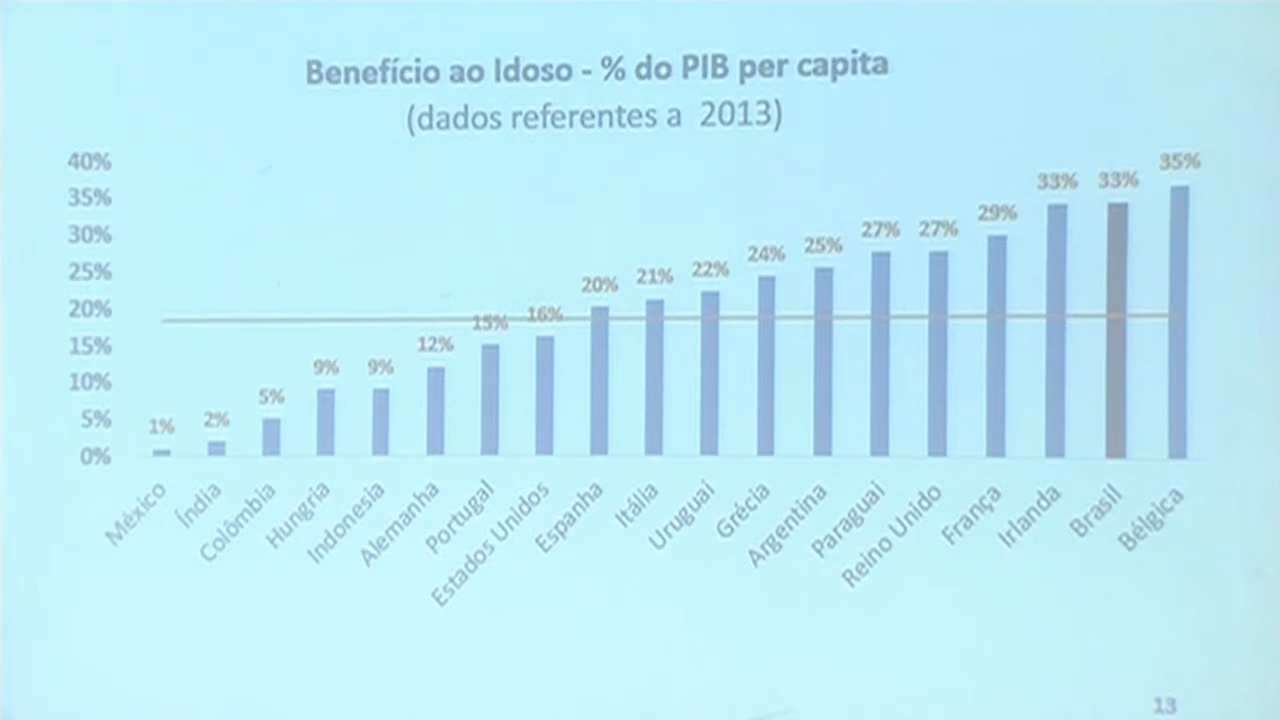 Benefício ao Idoso - % do PIB per capita
(dados referentes a 2013)
40%
35%
30%
25%
20%
15%
10%
5%
0%
1%
2%
5%
9%
9%
12%
15%
16%
20%
21%
22%
24%
25%
27%
27%
29%
33%
33%
35%
México
Índia
Colômbia
Hungria
Indonesia
Alemanha
Portugal
Estados Unidos
Espanha
Itália
Uruguai
Grécia
Argentina
Paraguai
Reino Unido
França
Irlanda
Brasil
Bélgica
13